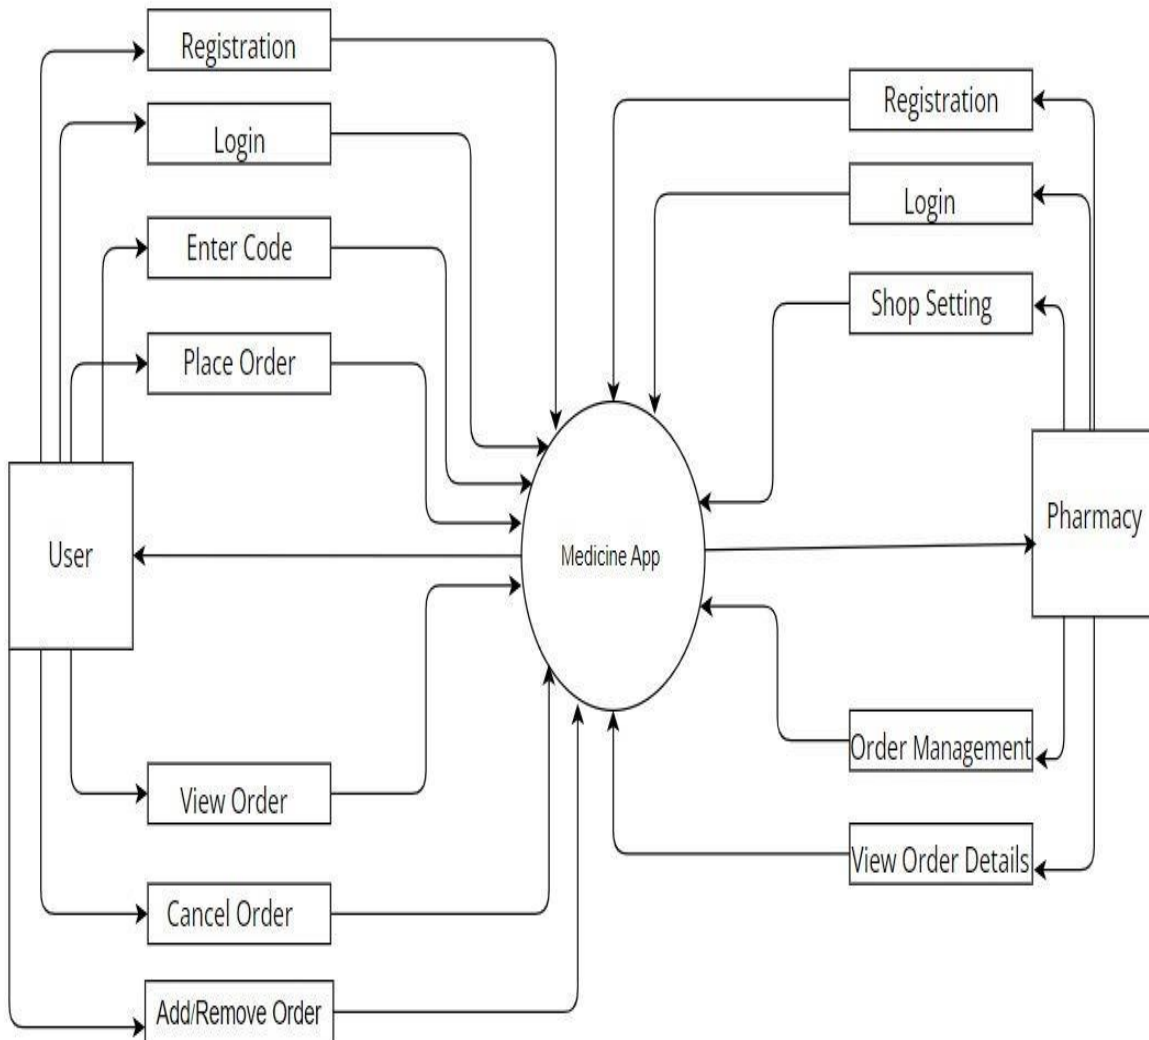 Registration
Login
Enter Code
Place Order
User
View Order
Cancel Order
Add/Remove Order
Medicine App
Registration
Login
Shop Setting
Pharmacy
Order Management
View Order Details